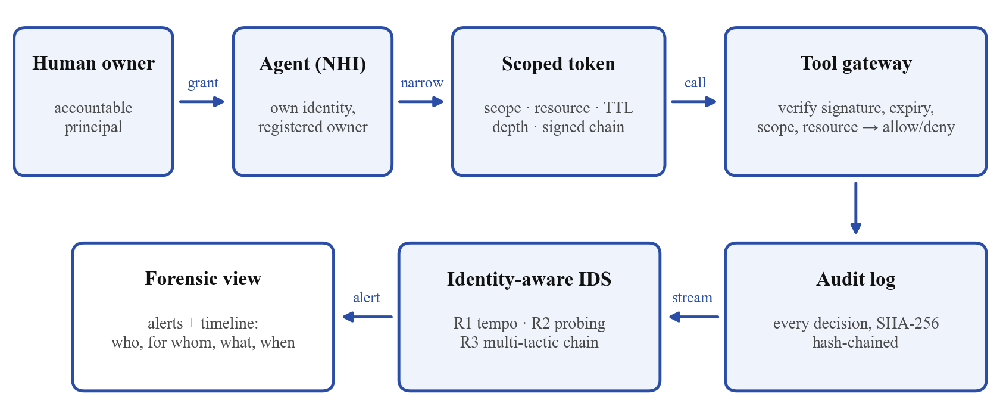 Human owner
accountable
principal
grant
Agent (NHI)
own identity,
registered owner
narrow
Scoped token
scope · resource · TTL
depth · signed chain
call
Tool gateway
verify signature, expiry,
scope, resource → allow/deny
Forensic view
alerts + timeline:
who, for whom, what, when
alert
Identity-aware IDS
R1 tempo · R2 probing
R3 multi-tactic chain
stream
Audit log
every decision, SHA-256
hash-chained